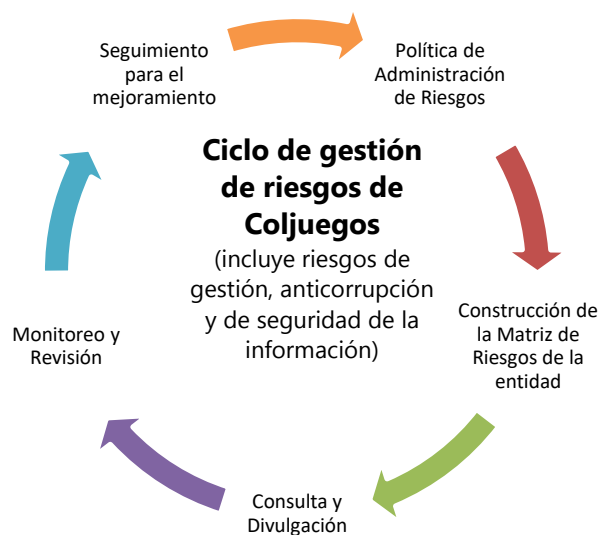 Seguimiento
para el
mejoramiento
Política de
Administración
de Riesgos
Ciclo de gestión
de riesgos de
Coljuegos
(incluye riesgos de
gestión, anticorrupción
y de seguridad de la
información)
Construcción de
la Matriz de
Riesgos de la
entidad
Monitoreo y
Revisión
Consulta y
Divulgación